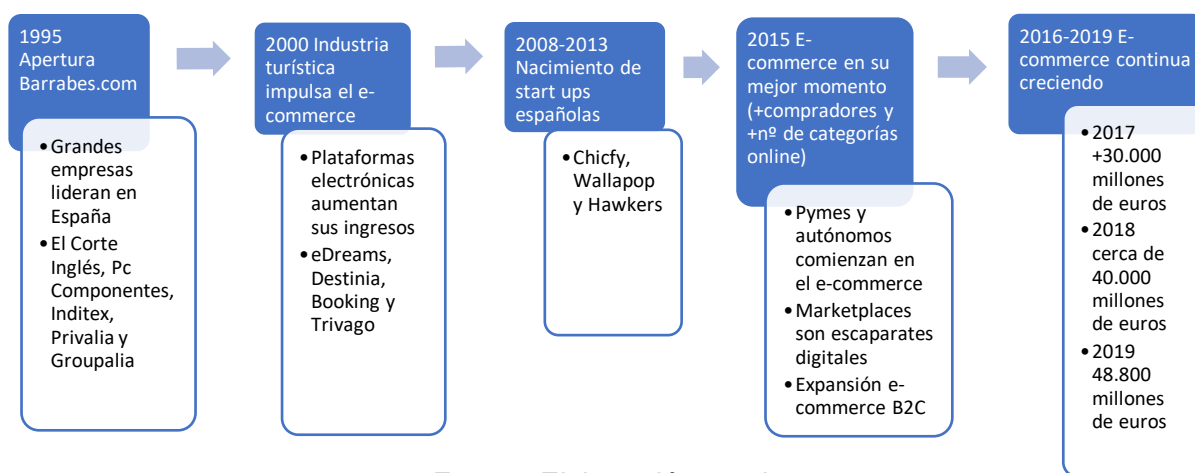 1995
Apertura
Barrabes.com
•Grandes
empresas
lideran en
España
•El Corte
Inglés, Pc
Componentes,
Inditex,
Privalia y
Groupalia
2000 Industria
turística
impulsa el e-
commerce
•Plataformas
electrónicas
aumentan
sus ingresos
•eDreams,
Destinia,
Booking y
Trivago
2008-2013
Nacimiento de
start ups
españolas
•Chicfy,
Wallapop
y Hawkers
2015 E-
commerce en su
mejor momento
(+compradores y
+nº de categorías
online)
•Pymes y
autónomos
comienzan en
el e-commerce
•Marketplaces
son escaparates
digitales
•Expansión e-
commerce B2C
2016-2019 E-
commerce continua
creciendo
•2017
+30.000
millones
de euros
•2018
cerca de
40.000
millones
de euros
•2019
48.800
millones
de euros